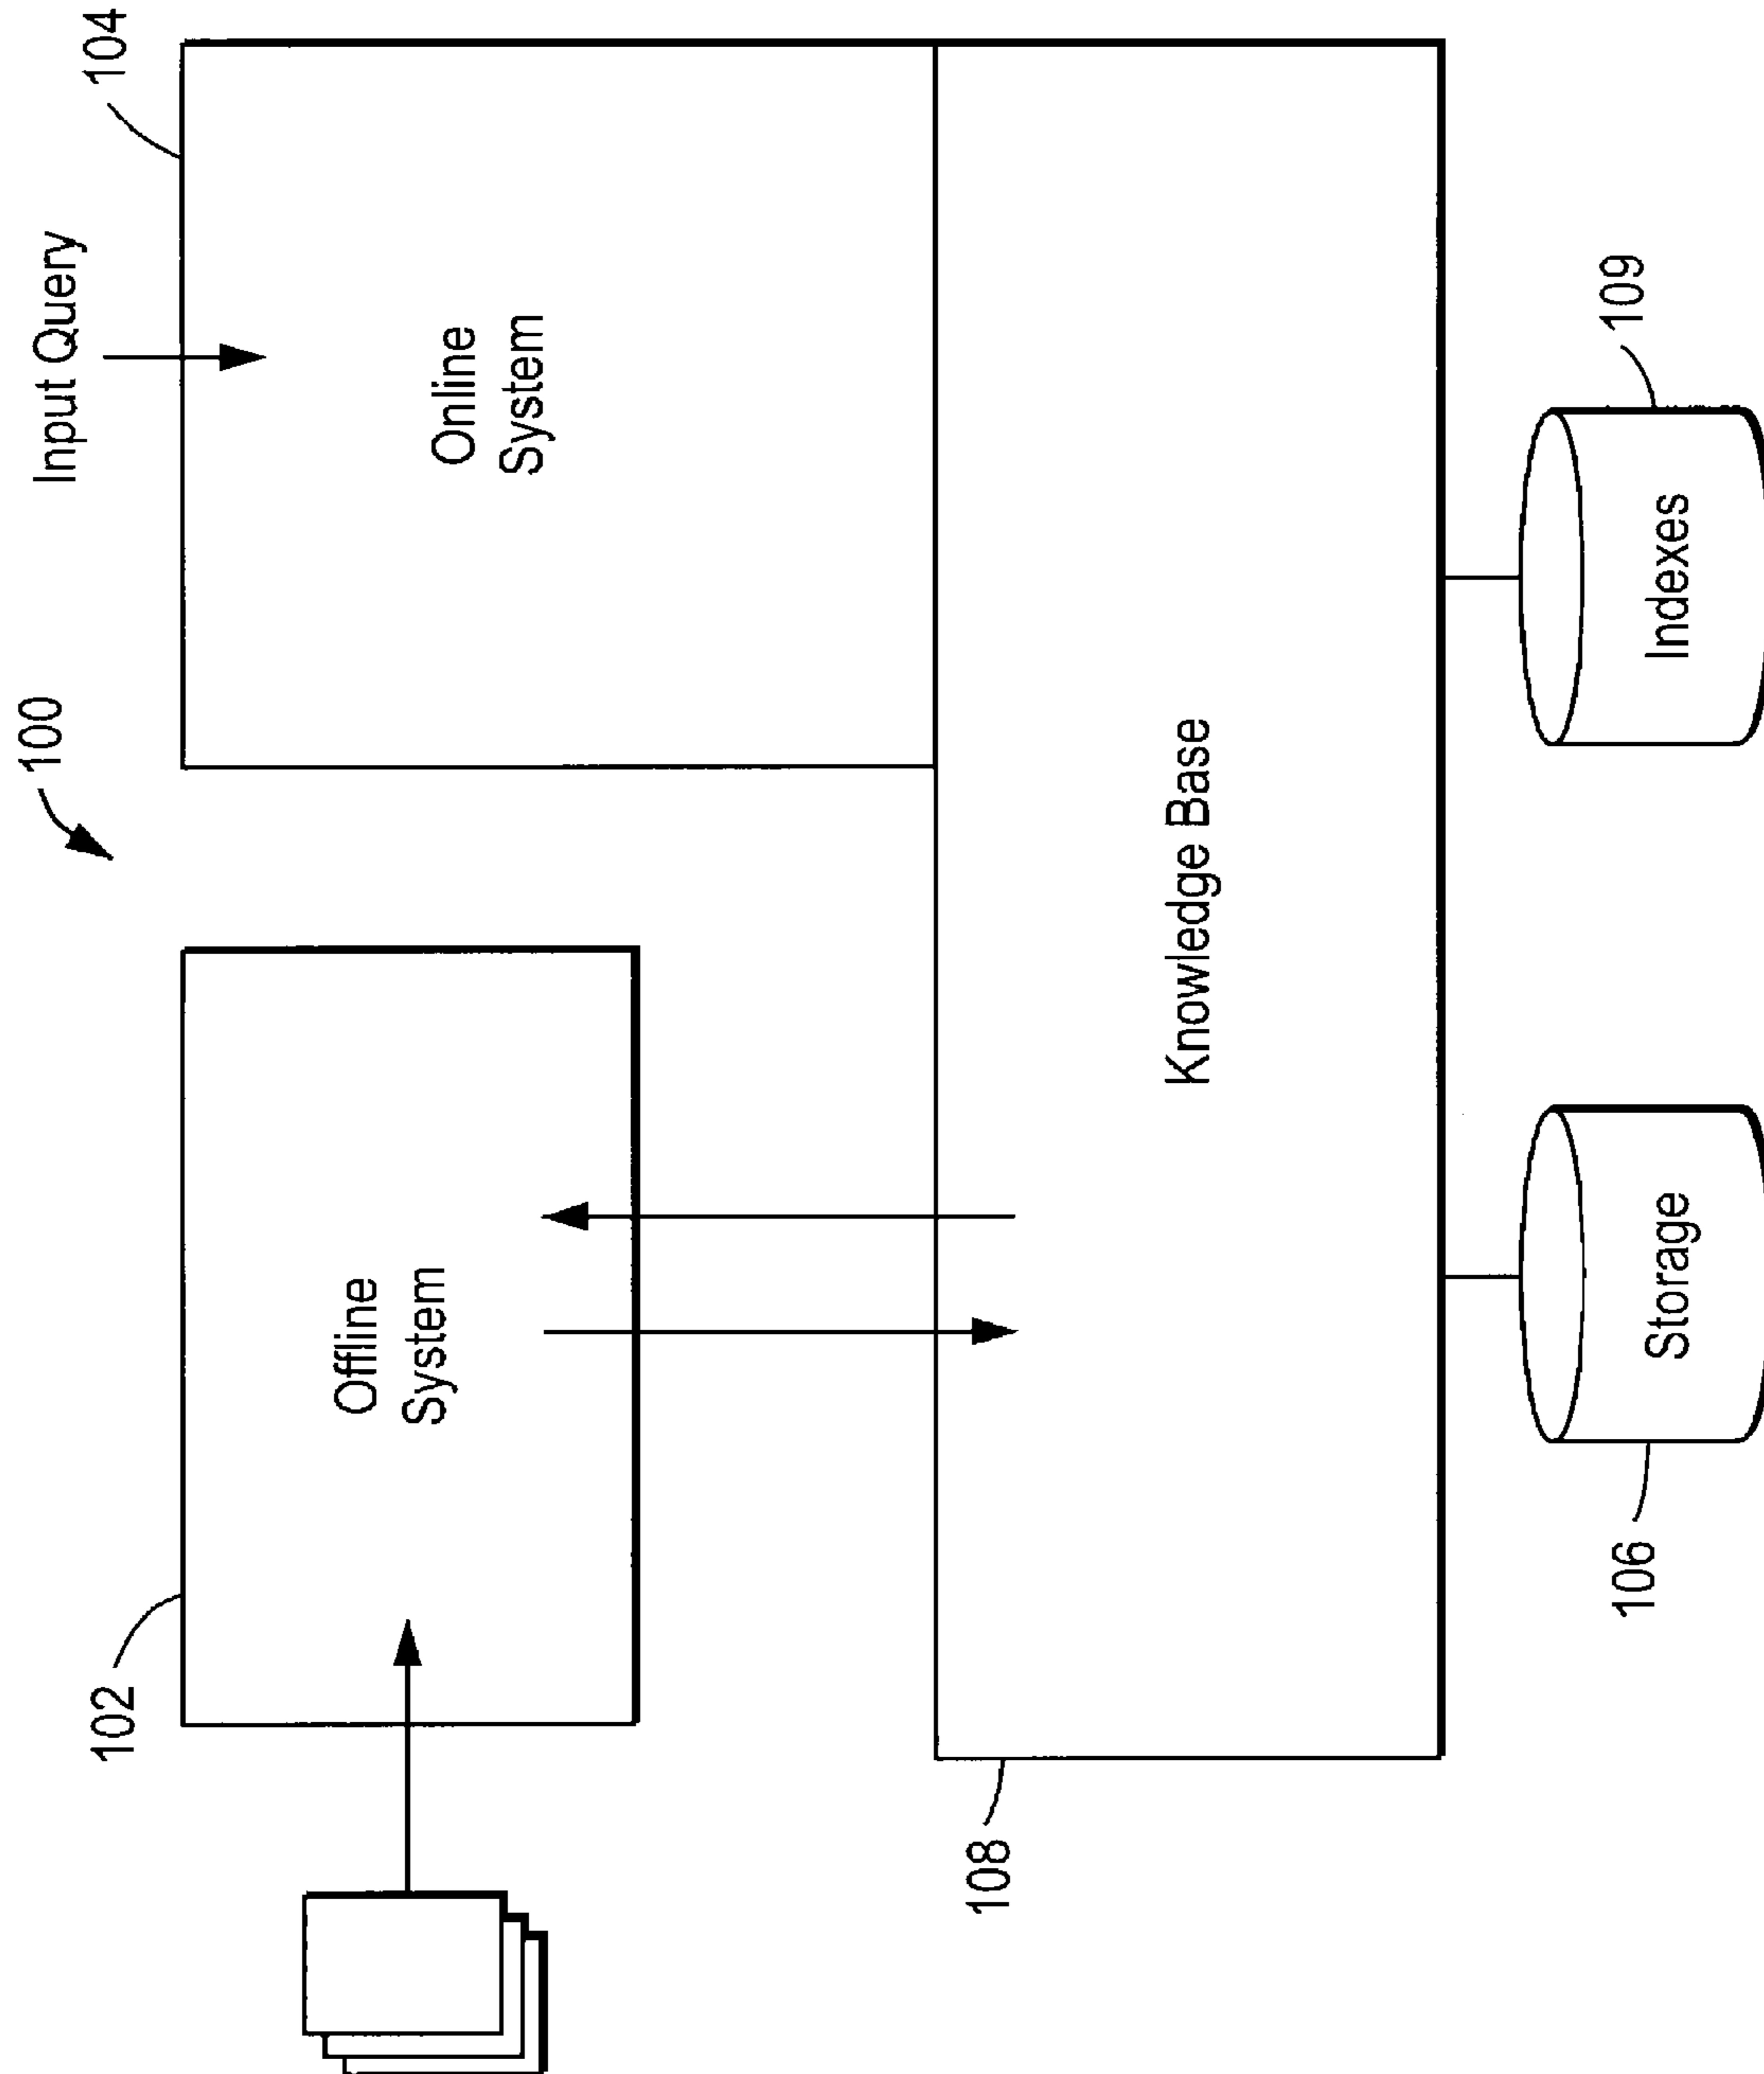 100
Input Query
104
102
Offline
System
Online
System
108
Knowledge Base
106
Storage
Indexes
109